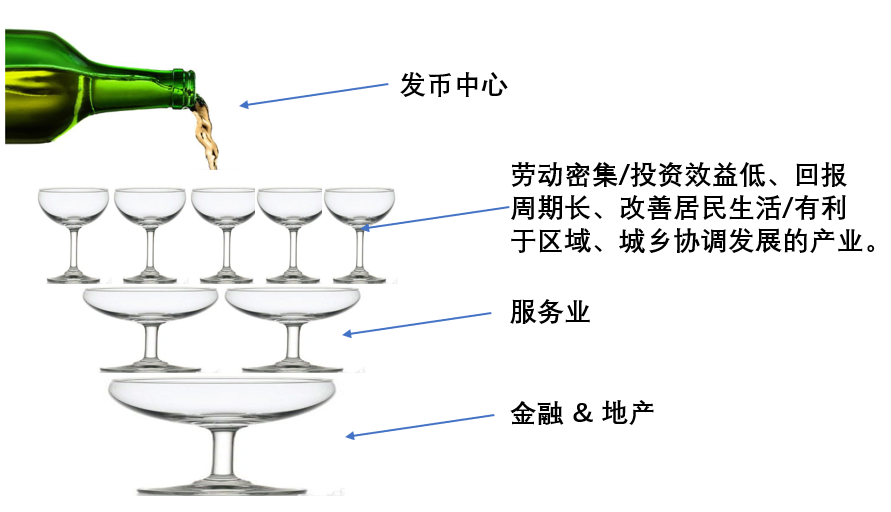 发币中心
劳动密集/投资效益低、回报
周期长、改善居民生活/有利
于区域、城乡协调发展的产业。
服务业
金融 & 地产